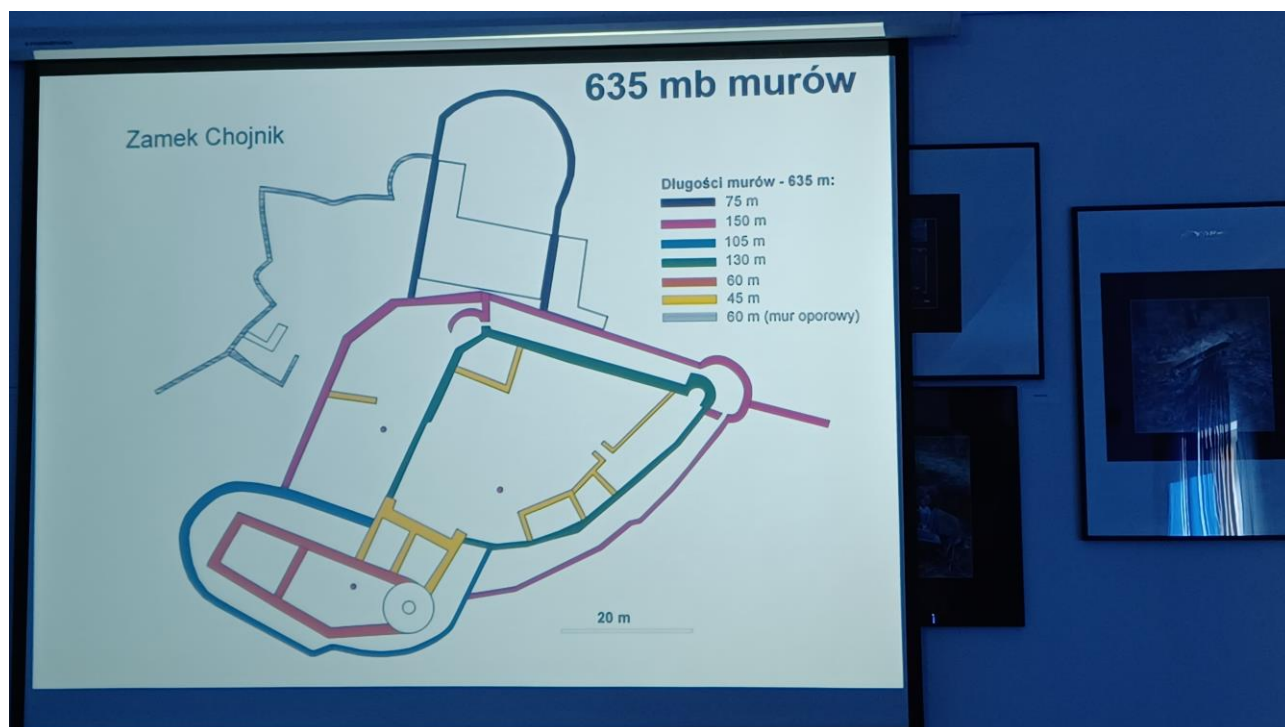 635 mb murów
Zamek Chojnik
Długości murów - 635 m:
75 m
150 m
105 m
130 m
60 m
45 m
60 m (mur oporowy)
20 m